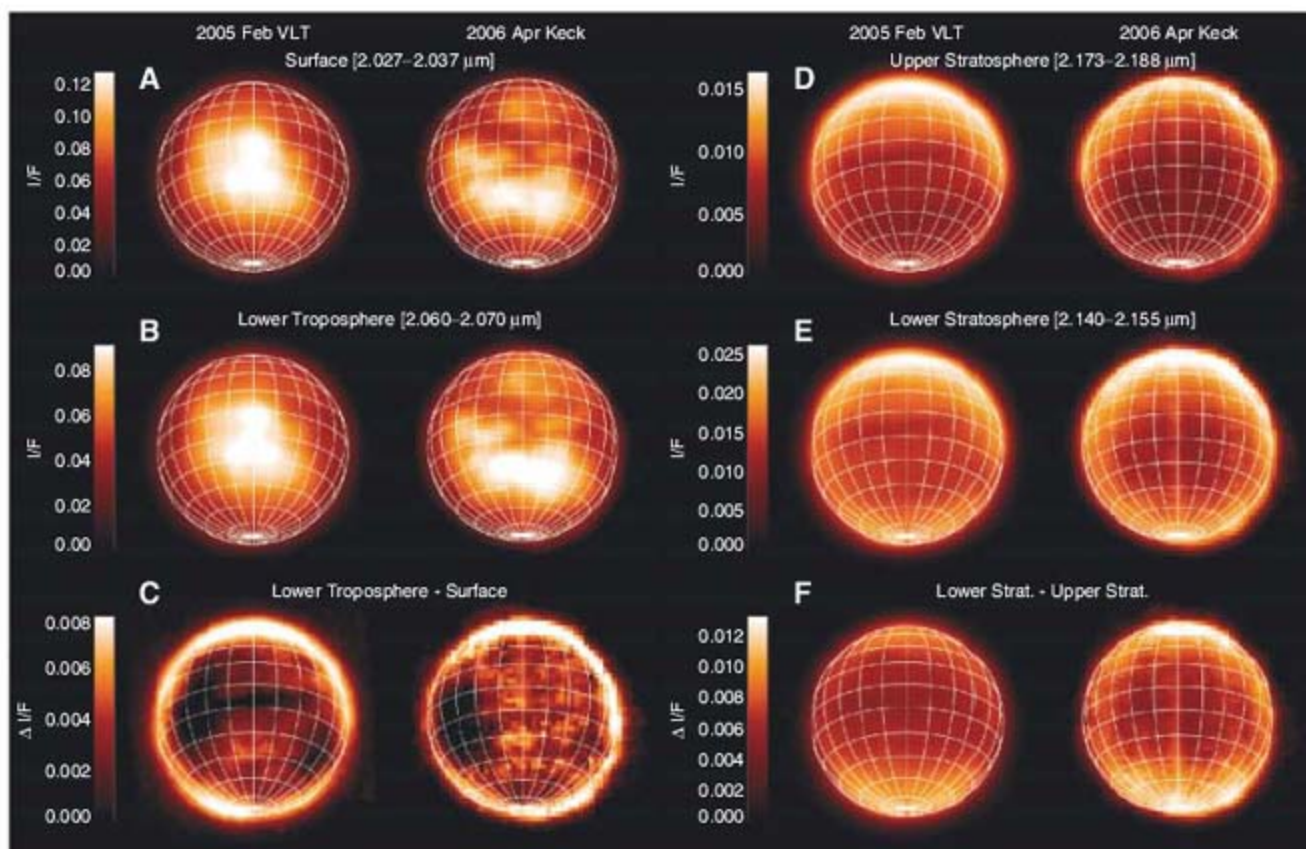 2005 Feb VLT 2006 Apr Keck 2005 Feb VLT 2006 Apr Keck
A Surface [2.027–2.037 μm]
I/F
0.12
0.10
0.08
0.06
0.04
0.02
0.00
D Upper Stratosphere [2.173–2.188 μm]
I/F
0.015
0.010
0.005
0.000
B Lower Troposphere [2.060–2.070 μm]
I/F
0.08
0.06
0.04
0.02
0.00
E Lower Stratosphere [2.140–2.155 μm]
I/F
0.025
0.020
0.015
0.010
0.005
0.000
C Lower Troposphere - Surface
Δ I/F
0.008
0.006
0.004
0.002
0.000
F Lower Strat. - Upper Strat.
Δ I/F
0.012
0.010
0.008
0.006
0.004
0.002
0.000